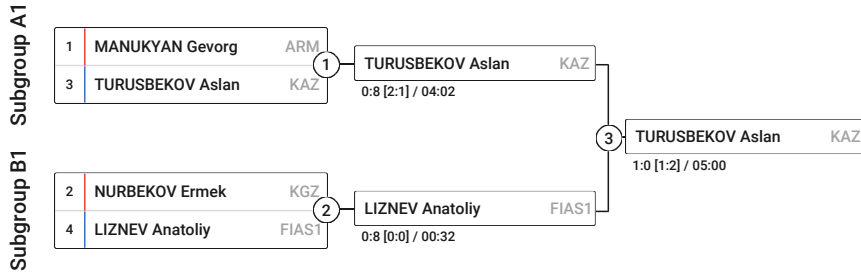 Subgroup A1
1 MANUKYAN Gevorg ARM
3 TURUSBEKOV Aslan KAZ
1
TURUSBEKOV Aslan KAZ
0:8 [2:1] / 04:02
3
TURUSBEKOV Aslan KAZ
1:0 [1:2] / 05:00
Subgroup B1
2 NURBEKOV Ermek KGZ
4 LIZNEV Anatoliy FIAS1
2
LIZNEV Anatoliy FIAS1
0:8 [0:0] / 00:32